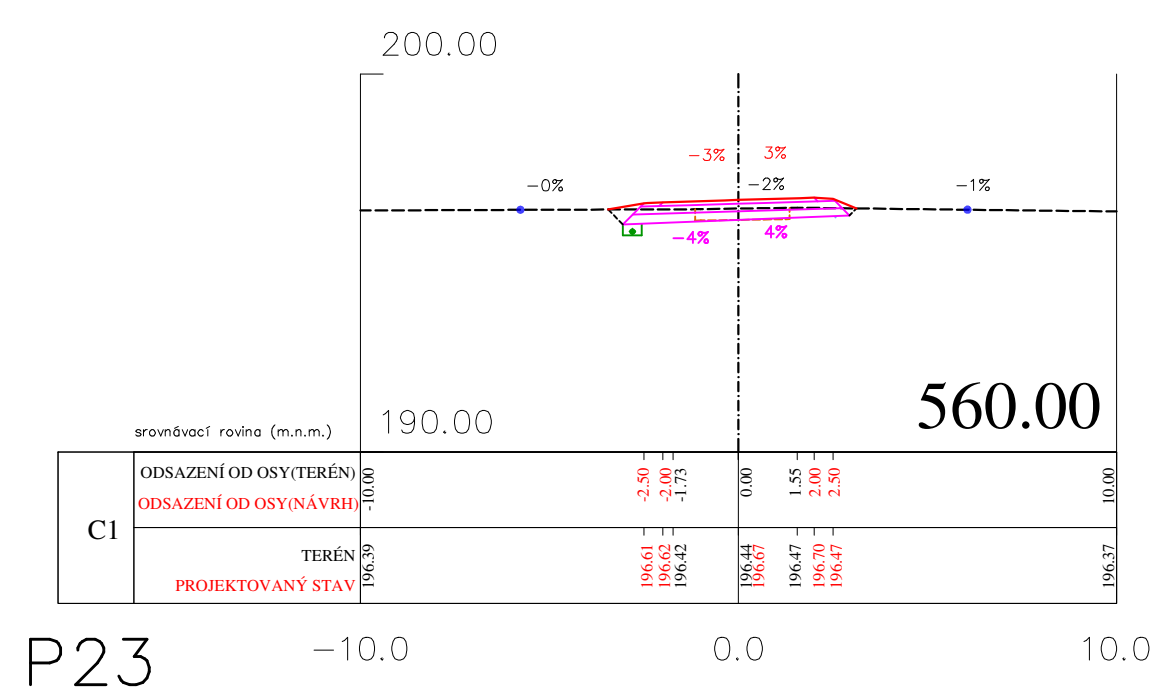 200.00
-3% 3%
-0% -2% -1%
-4% 4%
560.00
190.00
srovnávací rovina (m.n.m.)
C1
ODSAZENÍ OD OSY(TERÉN) -10.00 -1.73 0.00 1.55 10.00
ODSAZENÍ OD OSY(NÁVRH) -2.50 -2.00 2.00 2.50
TERÉN 196.39 196.42 196.44 196.47 196.37
PROJEKTOVANÝ STAV 196.61 196.62 196.67 196.70 196.47
P23 -10.0 0.0 10.0